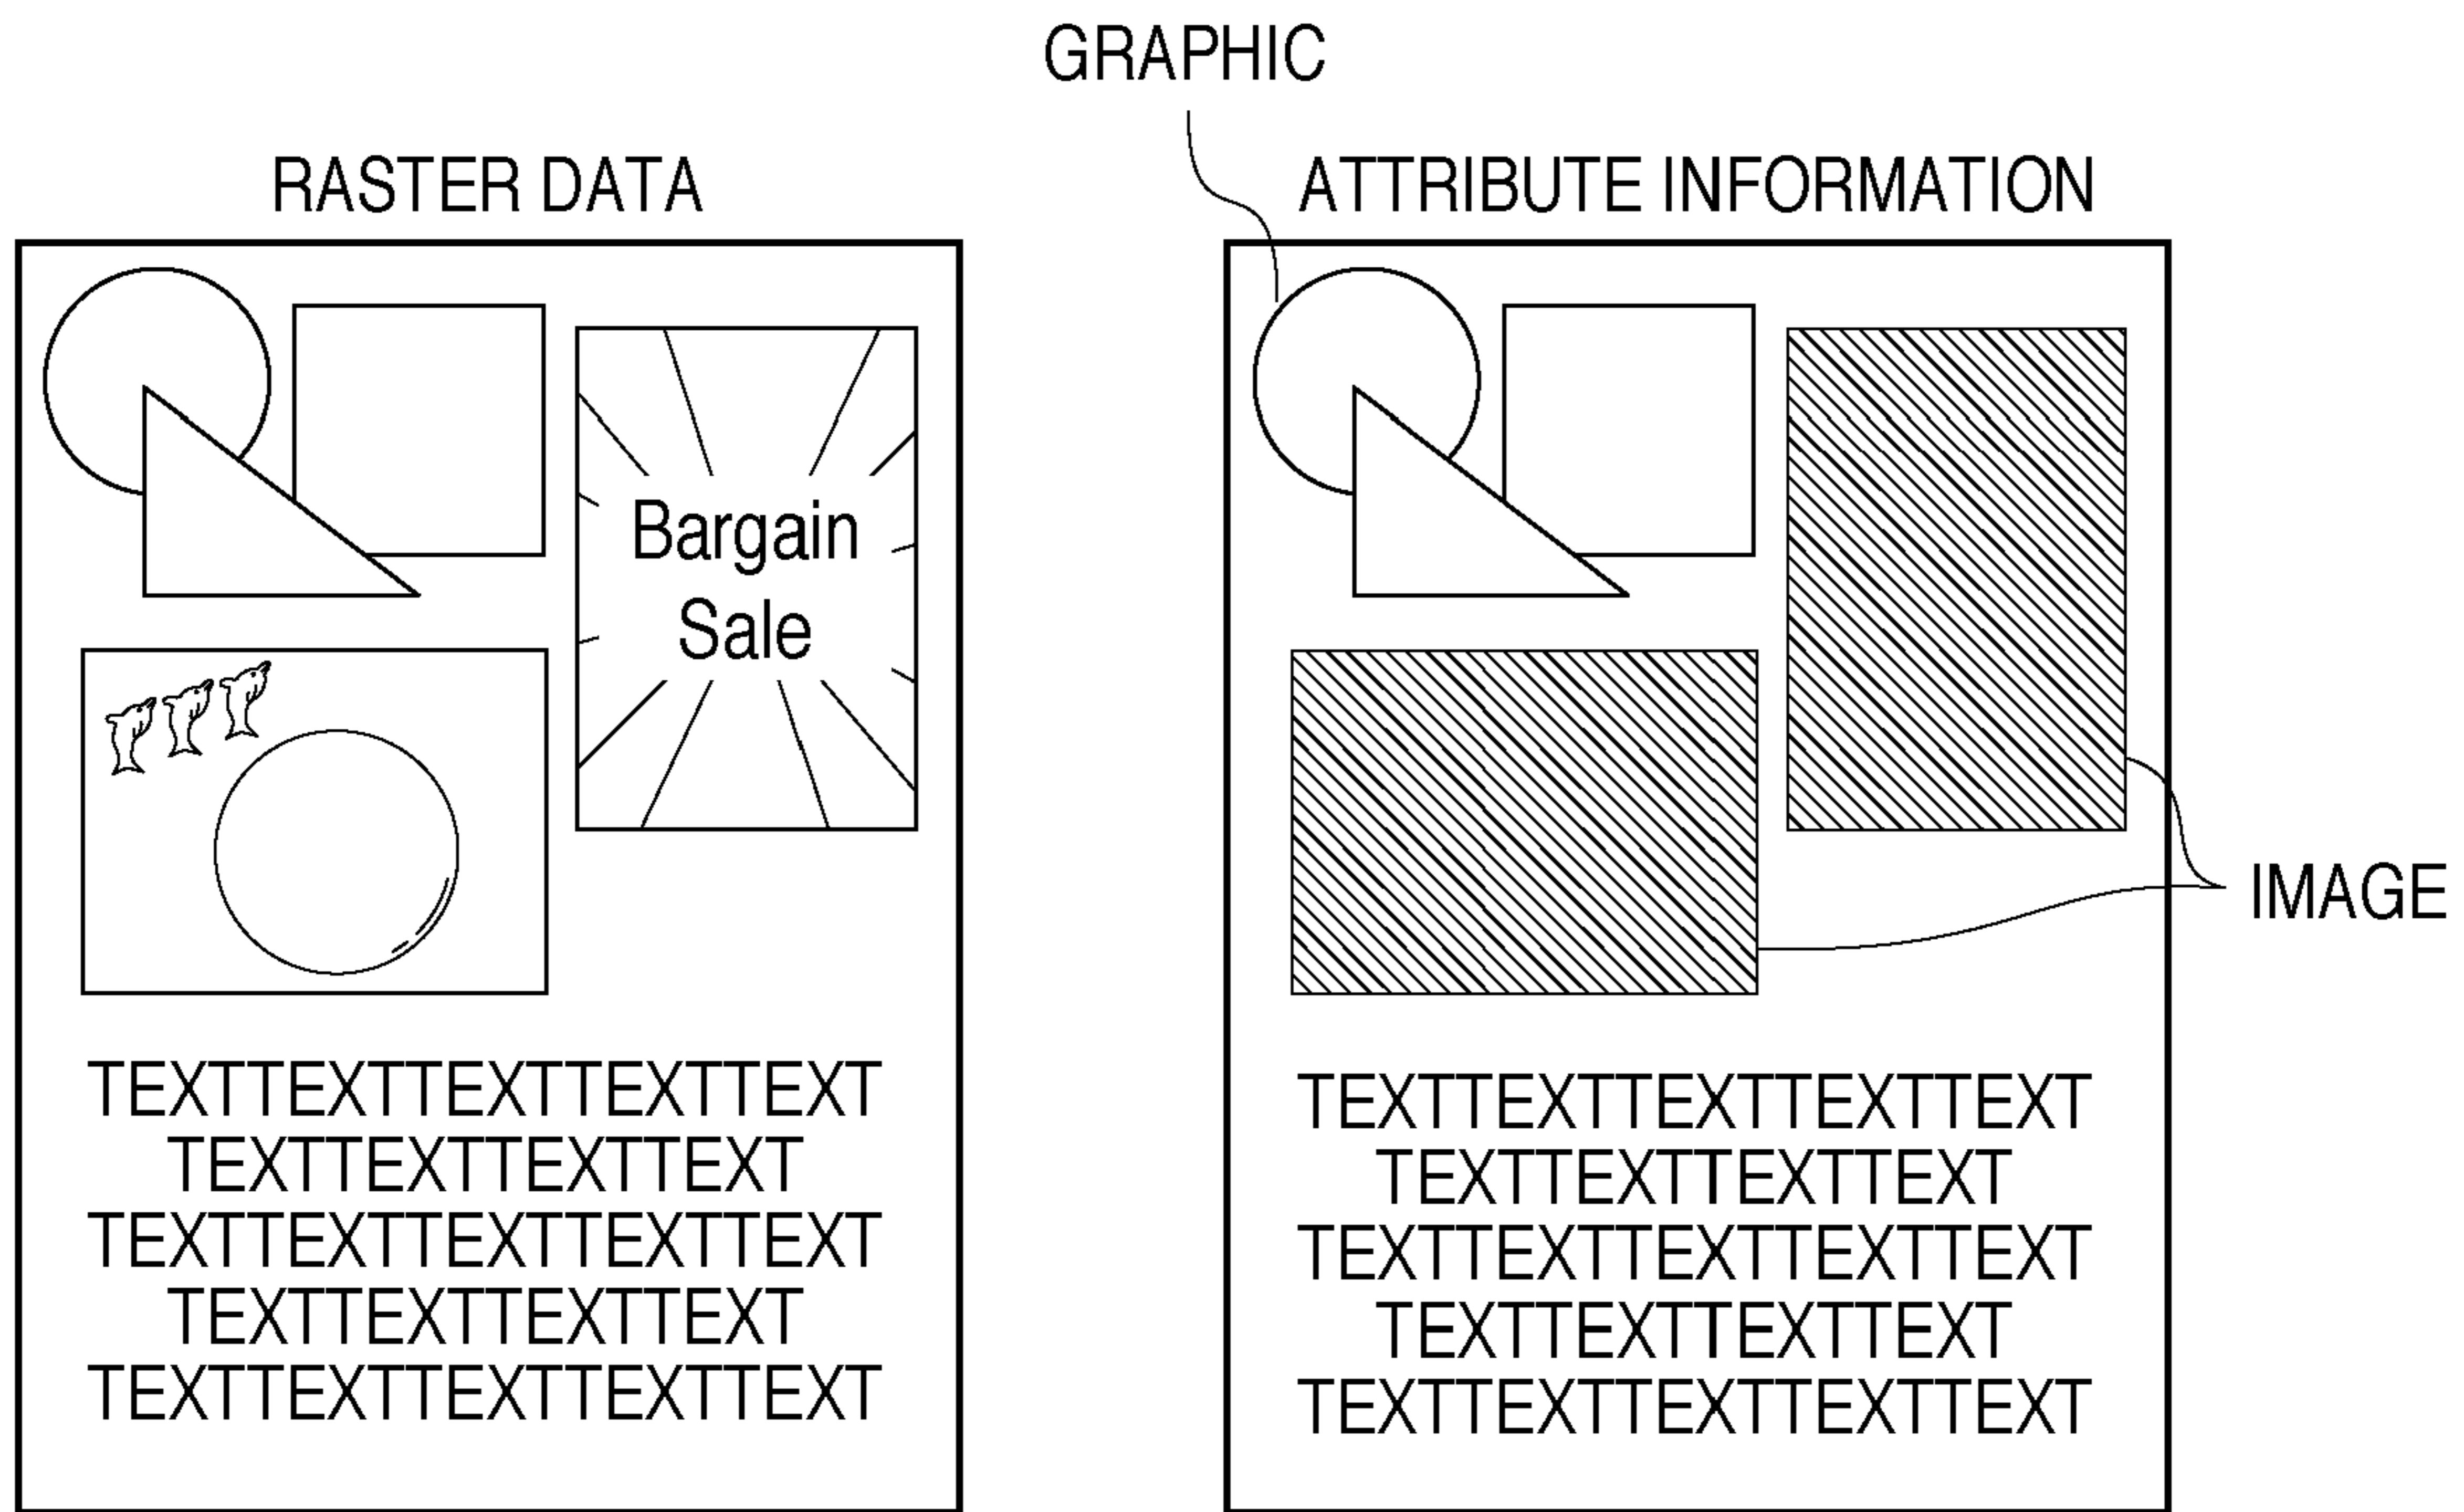 GRAPHIC
RASTER DATA
ATTRIBUTE INFORMATION
Bargain
Sale
IMAGE
TEXTTEXTTEXTTEXTTEXT
TEXTTEXTTEXTTEXT
TEXTTEXTTEXTTEXTTEXT
TEXTTEXTTEXTTEXT
TEXTTEXTTEXTTEXTTEXT
TEXTTEXTTEXTTEXTTEXT
TEXTTEXTTEXTTEXT
TEXTTEXTTEXTTEXTTEXT
TEXTTEXTTEXTTEXT
TEXTTEXTTEXTTEXTTEXT